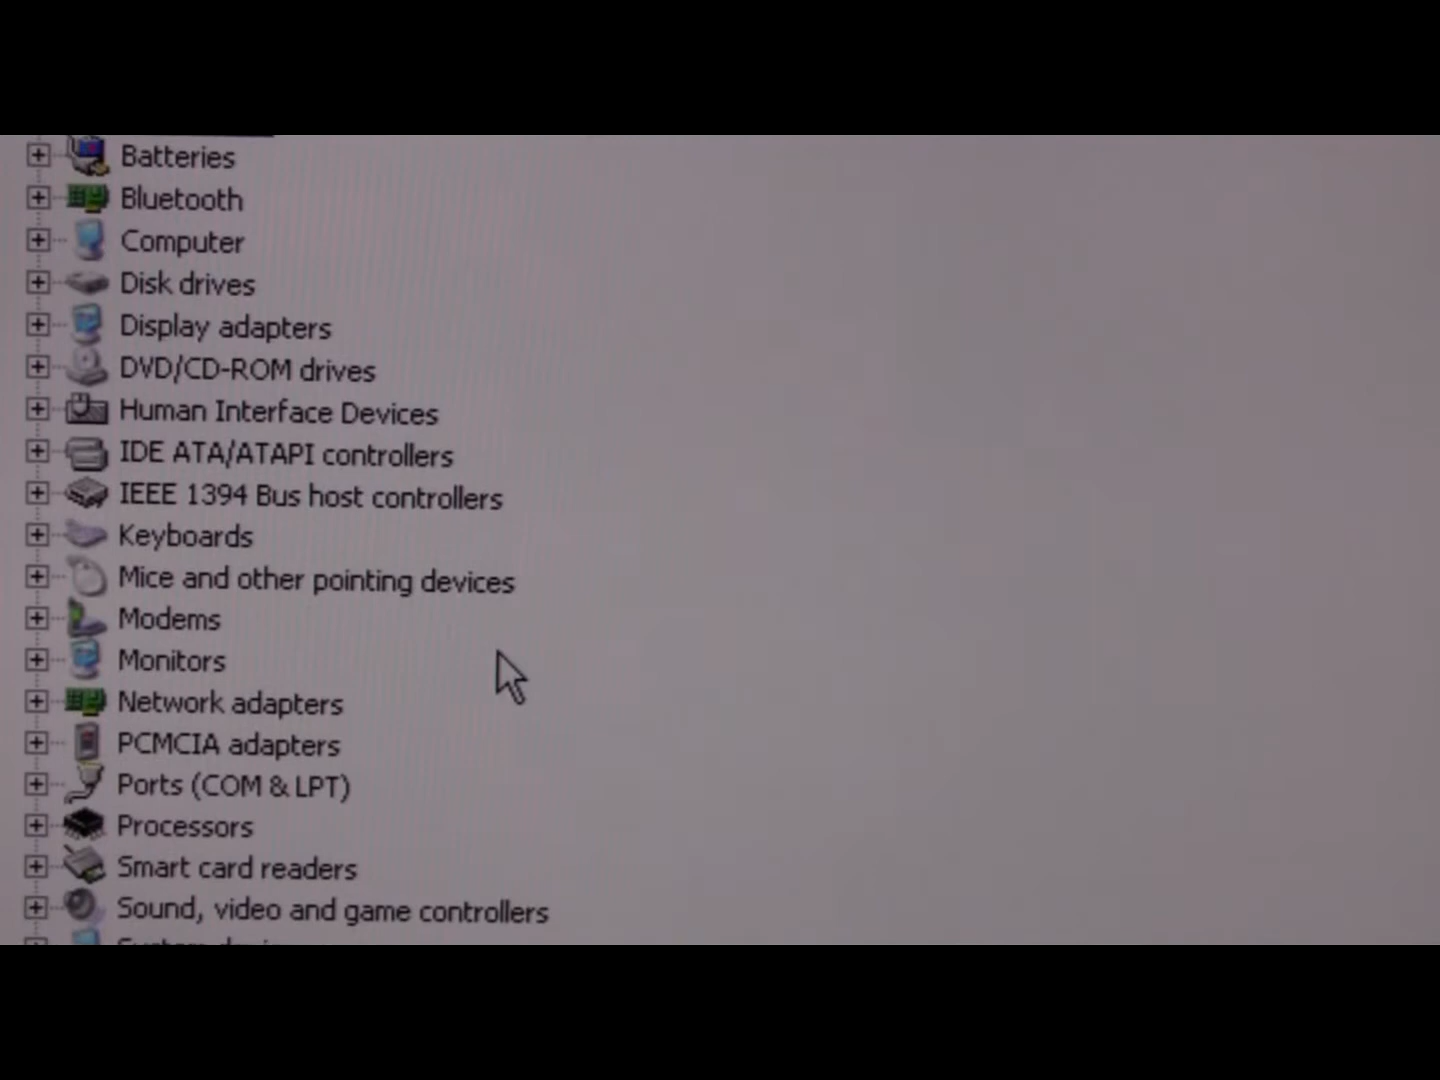 Batteries
Bluetooth
Computer
Disk drives
Display adapters
DVD/CD-ROM drives
Human Interface Devices
IDE ATA/ATAPI controllers
IEEE 1394 Bus host controllers
Keyboards
Mice and other pointing devices
Modems
Monitors
Network adapters
PCMCIA adapters
Ports (COM & LPT)
Processors
Smart card readers
Sound, video and game controllers